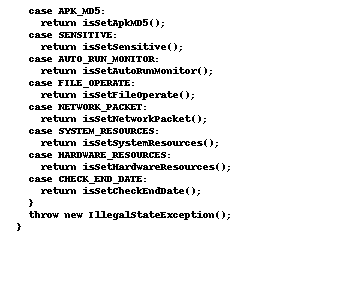 case APK_MD5:
return isSetApkMD5();
case SENSITIVE:
return isSetSensitive();
case AUTO_RUN_MONITOR:
return isSetAutoRunMonitor();
case FILE_OPERATE:
return isSetFileOperate();
case NETWORK_PACKET:
return isSetNetworkPacket();
case SYSTEM_RESOURCES:
return isSetSystemResources();
case HARDWARE_RESOURCES:
return isSetHardwareResources();
case CHECK_END_DATE:
return isSetCheckEndDate();
}
throw new IllegalStateException();
}